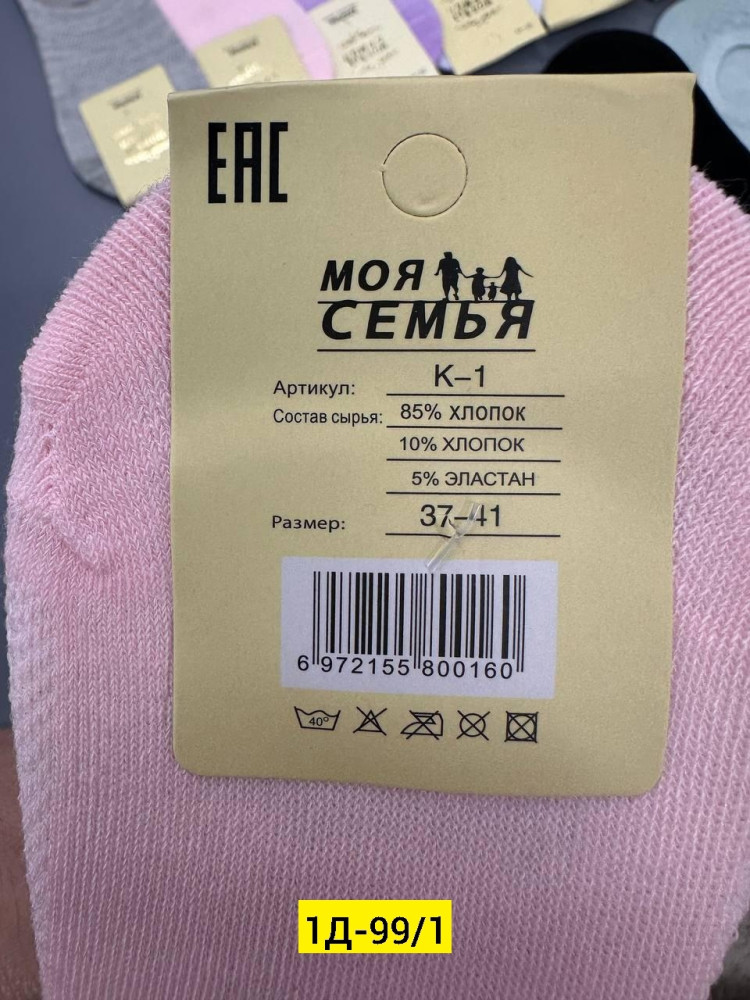 ЕАС
МОЯ
СЕМЬЯ
Артикул: К-1
Состав сырья: 85% ХЛОПОК
10% ХЛОПОК
5% ЭЛАСТАН
Размер: 37-41
6 972155 800160
40°
1Д-99/1